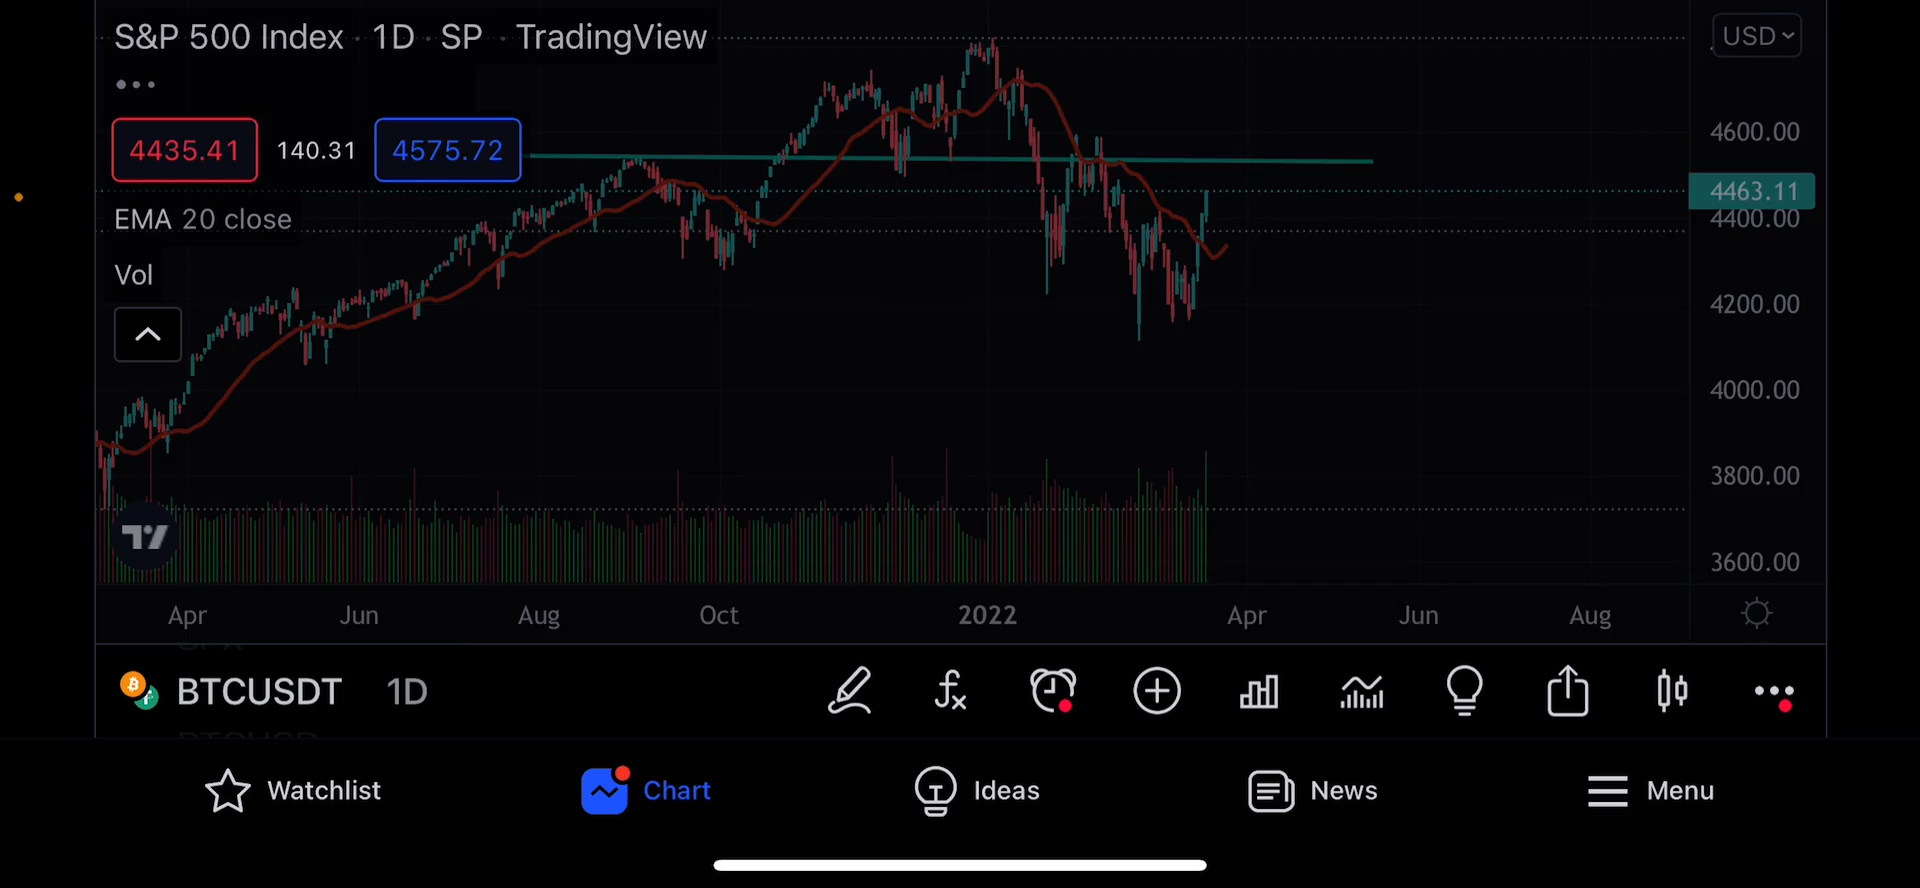 S&P 500 Index · 1D · SP · TradingView
USD
4435.41 140.31 4575.72
EMA 20 close
Vol
4600.00
4463.11
4400.00
4200.00
4000.00
3800.00
3600.00
Apr Jun Aug Oct 2022 Apr Jun Aug
BTCUSDT 1D
Watchlist Chart Ideas News Menu